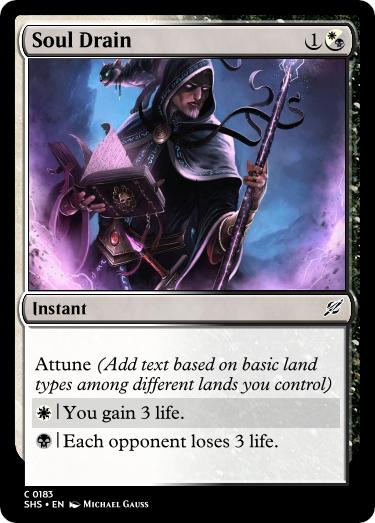 Soul Drain 1
Instant
Attune (Add text based on basic land
types among different lands you control)
You gain 3 life.
Each opponent loses 3 life.
C 0183
SHS • EN Michael Gauss